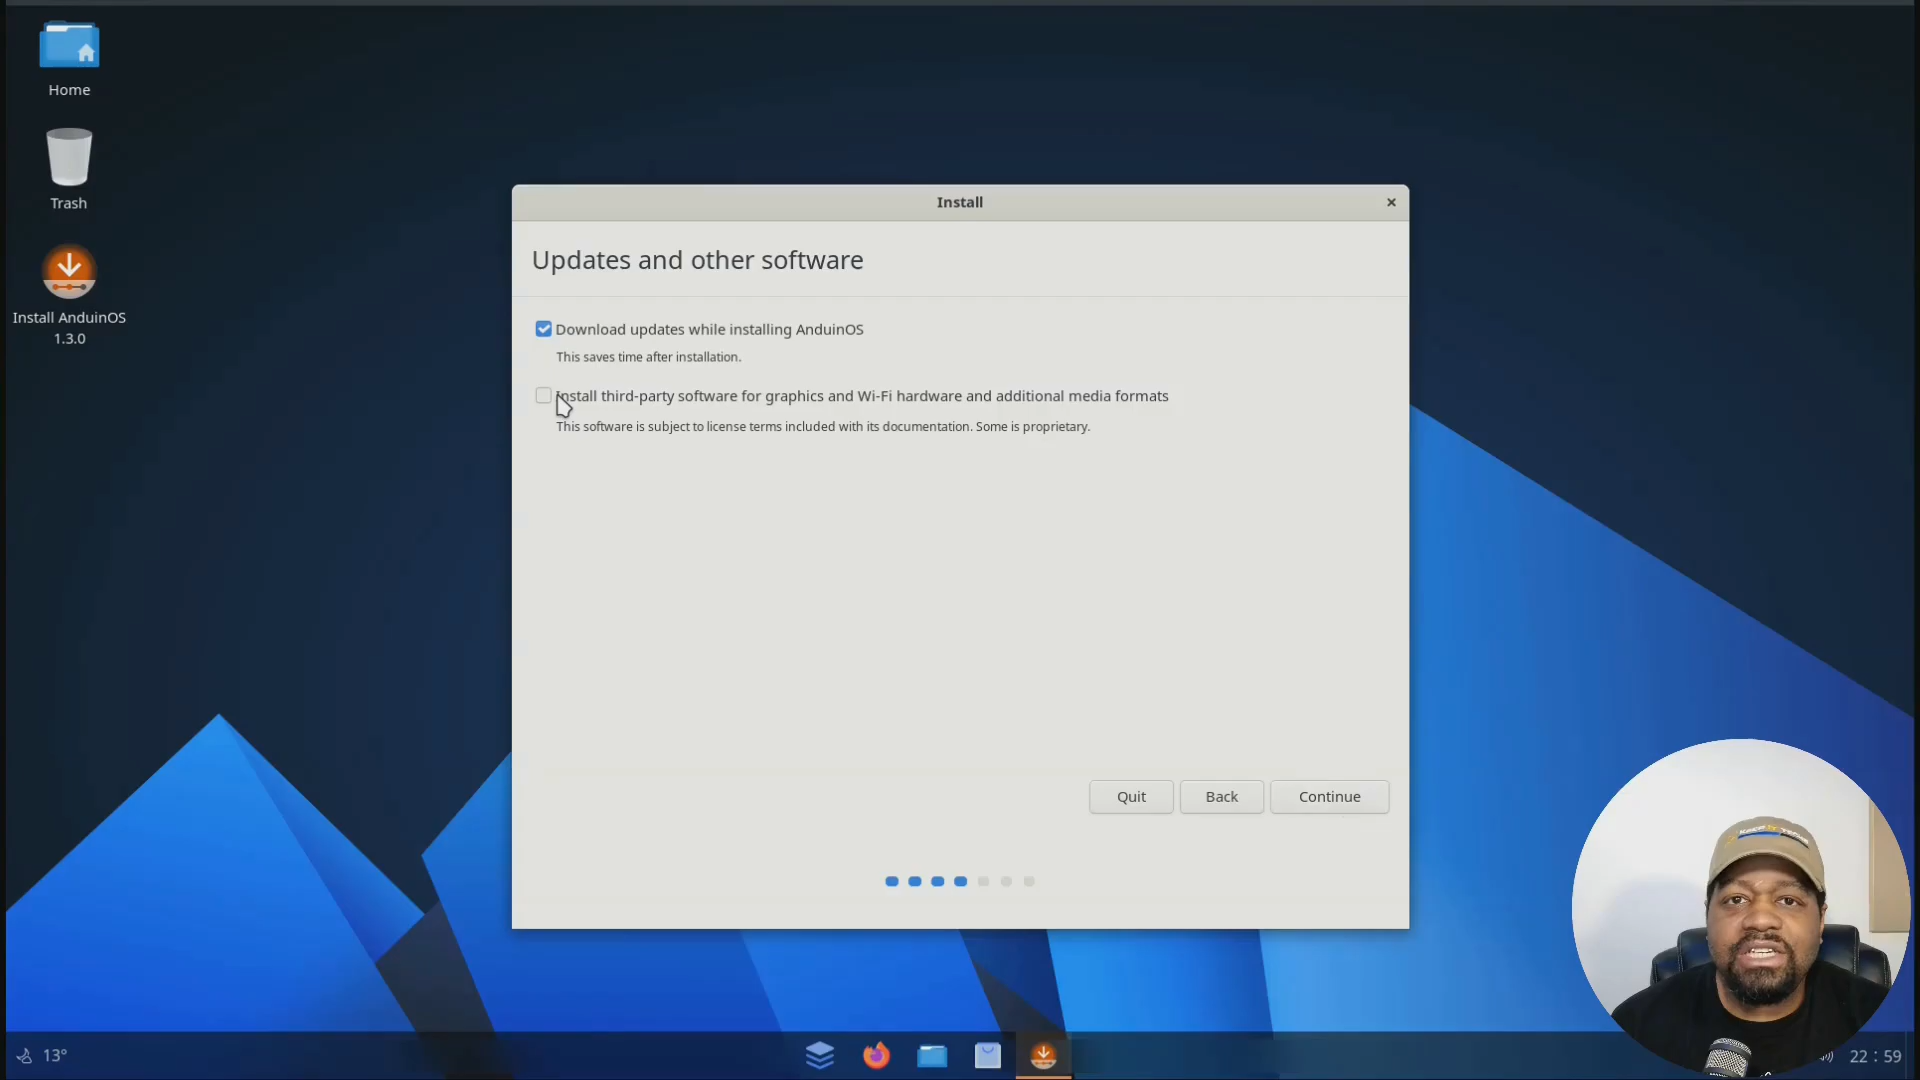 Home
Trash
Install AnduinOS
1.3.0
Install
Updates and other software
Download updates while installing AnduinOS
This saves time after installation.
Install third-party software for graphics and Wi-Fi hardware and additional media formats
This software is subject to license terms included with its documentation. Some is proprietary.
Quit
Back
Continue
13°
22 : 59